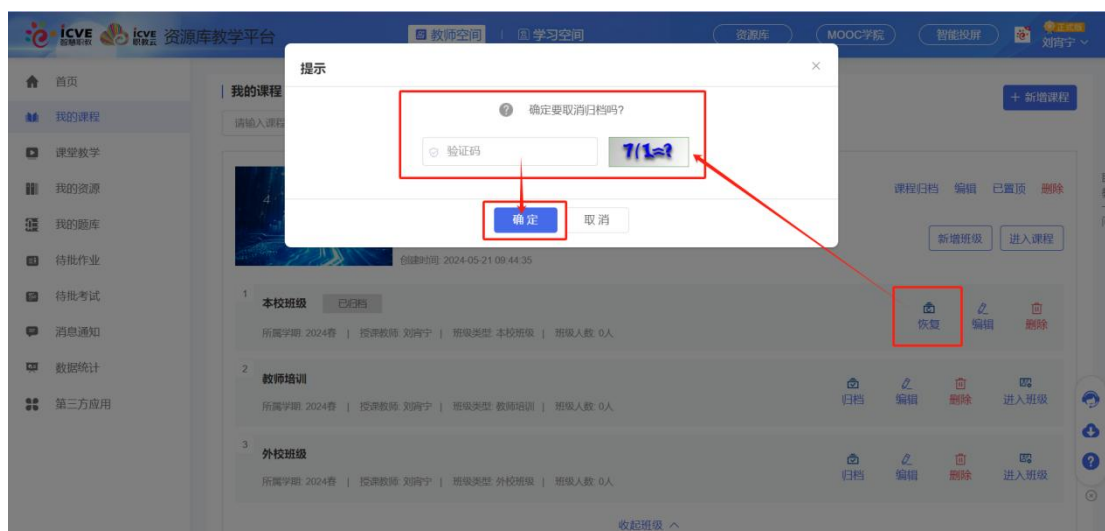 icve 智慧职教 icve 职教云 资源库教学平台 教师空间 | 学习空间 资源库 MOOC学院 智能投屏 正式版
刘宵宁
首页
我的课程
课堂教学
我的资源
我的题库
待批作业
待批考试
消息通知
数据统计
第三方应用
我的课程 + 新增课程
请输入课程
提示 ×
确定要取消归档吗?
验证码
7(1=?
确定 取消
课程归档 编辑 已置顶 删除
新增班级 进入课程
创建时间: 2024-05-21 09:44:35
1 本校班级 已归档
恢复 编辑 删除
所属学期: 2024春 | 授课教师: 刘宵宁 | 班级类型: 本校班级 | 班级人数: 0人
2 教师培训
归档 编辑 删除 进入班级
所属学期: 2024春 | 授课教师: 刘宵宁 | 班级类型: 教师培训 | 班级人数: 0人
3 外校班级
归档 编辑 删除 进入班级
所属学期: 2024春 | 授课教师: 刘宵宁 | 班级类型: 外校班级 | 班级人数: 0人
收起班级